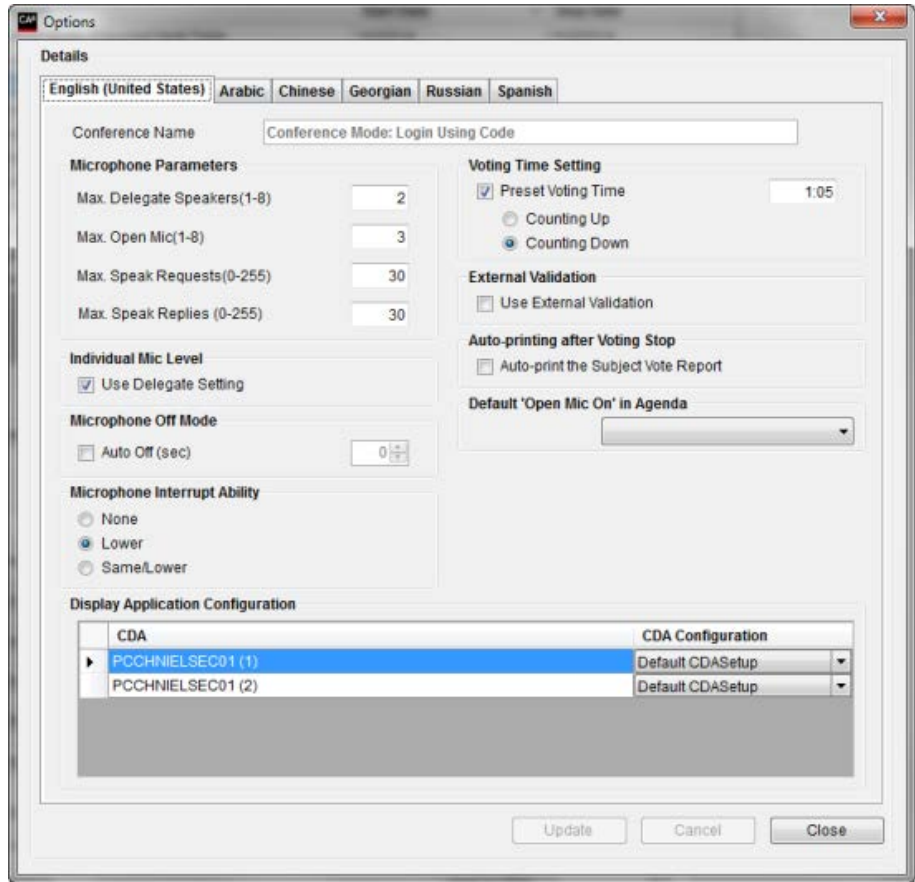 CA
Options
Details
English (United States) Arabic Chinese Georgian Russian Spanish
Conference Name Conference Mode: Login Using Code
Microphone Parameters
Max. Delegate Speakers(1-8) 2
Max. Open Mic(1-8) 3
Max. Speak Requests(0-255) 30
Max. Speak Replies (0-255) 30
Individual Mic Level
Use Delegate Setting
Microphone Off Mode
Auto Off (sec) 0
Microphone Interrupt Ability
None
Lower
Same/Lower
Voting Time Setting
Preset Voting Time 1:05
Counting Up
Counting Down
External Validation
Use External Validation
Auto-printing after Voting Stop
Auto-print the Subject Vote Report
Default 'Open Mic On' in Agenda
Display Application Configuration
CDA CDA Configuration
PCCHNIELSEC01 (1) Default CDASetup
PCCHNIELSEC01 (2) Default CDASetup
Update Cancel Close